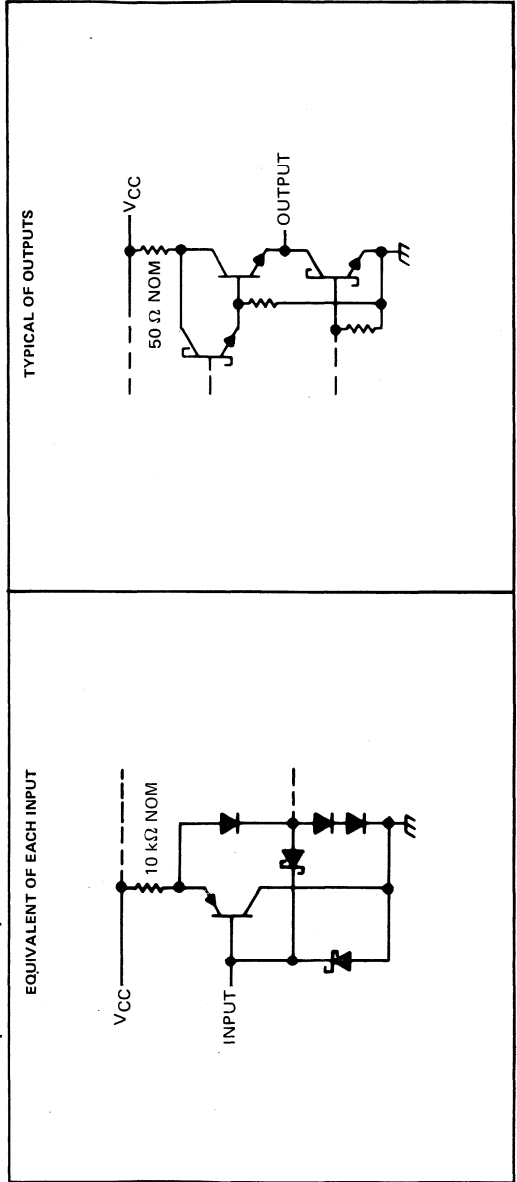 EQUIVALENT OF EACH INPUT
VCC
10 kΩ NOM
INPUT
TYPICAL OF OUTPUTS
VCC
50 Ω NOM
OUTPUT